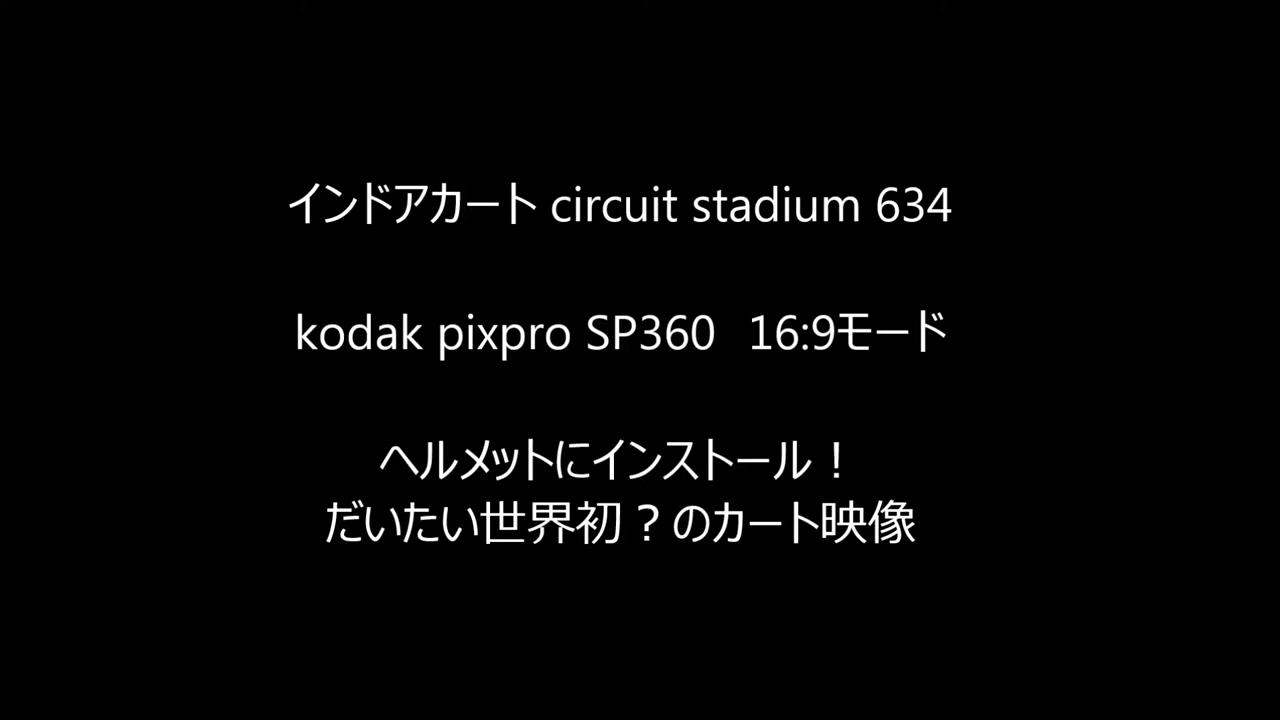 インドアカート circuit stadium 634
kodak pixpro SP360　16:9モード
ヘルメットにインストール！
だいたい世界初？のカート映像